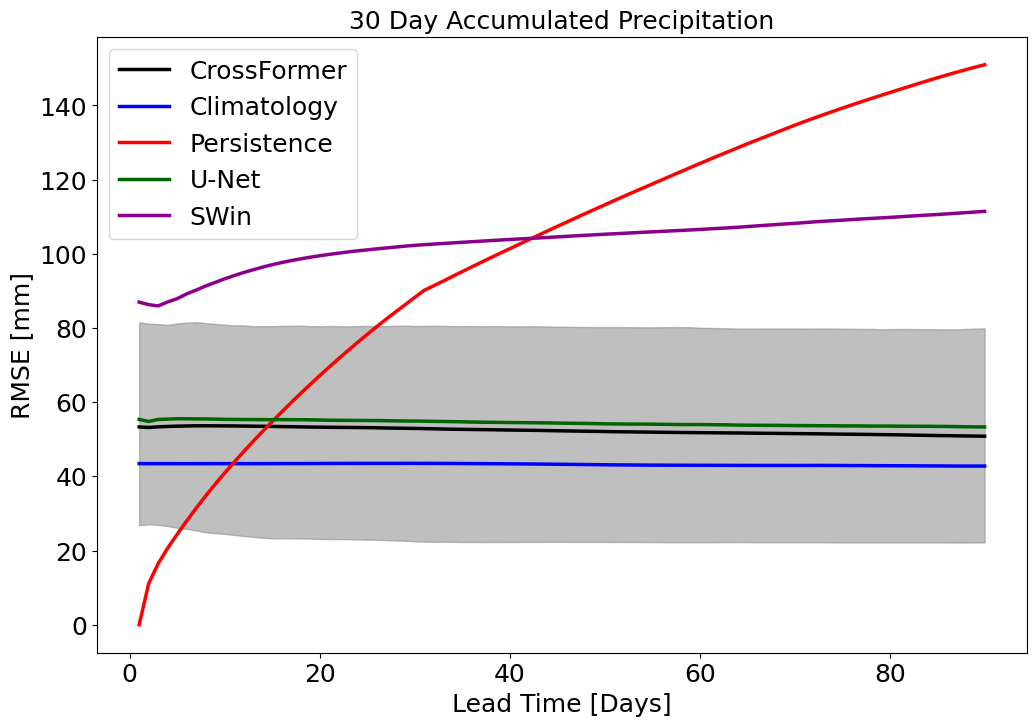 30 Day Accumulated Precipitation
CrossFormer
Climatology
Persistence
U-Net
SWin
RMSE [mm]
140
120
100
80
60
40
20
0
0 20 40 60 80
Lead Time [Days]